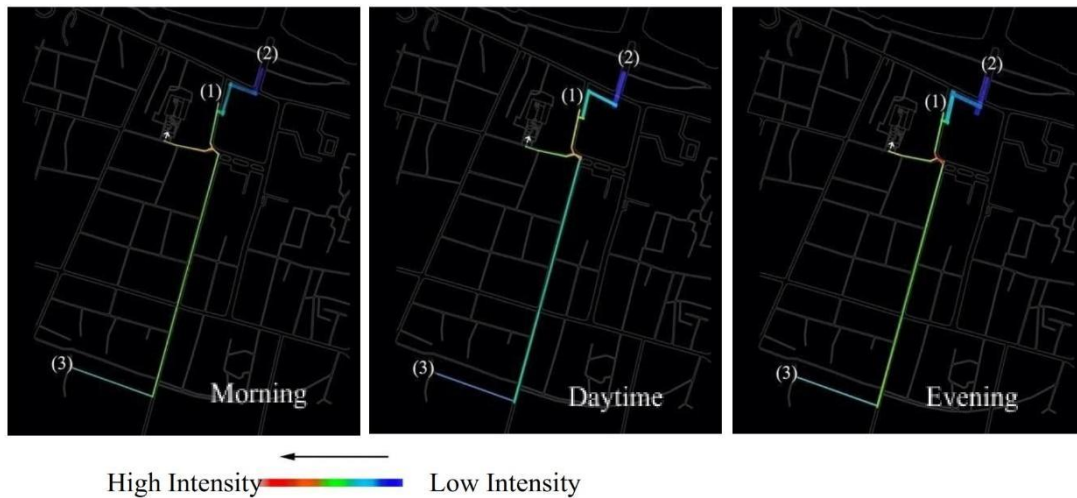 (2)
(1)
(3)
Morning
(2)
(1)
(3)
Daytime
(2)
(1)
(3)
Evening
High Intensity Low Intensity